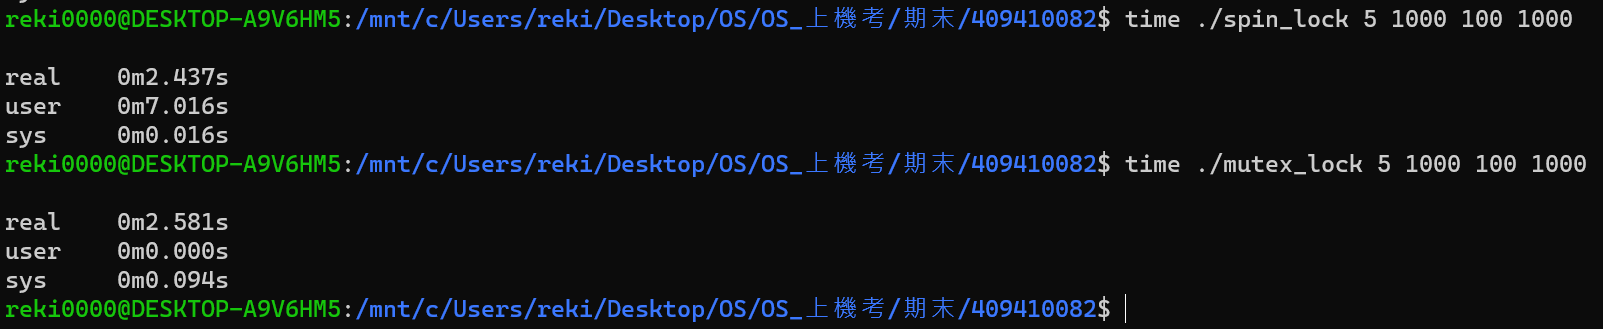 reki0000@DESKTOP-A9V6HM5:/mnt/c/Users/reki/Desktop/OS/OS_上機考/期末/409410082$ time ./spin_lock 5 1000 100 1000
real 0m2.437s
user 0m7.016s
sys 0m0.016s
reki0000@DESKTOP-A9V6HM5:/mnt/c/Users/reki/Desktop/OS/OS_上機考/期末/409410082$ time ./mutex_lock 5 1000 100 1000
real 0m2.581s
user 0m0.000s
sys 0m0.094s
reki0000@DESKTOP-A9V6HM5:/mnt/c/Users/reki/Desktop/OS/OS_上機考/期末/409410082$